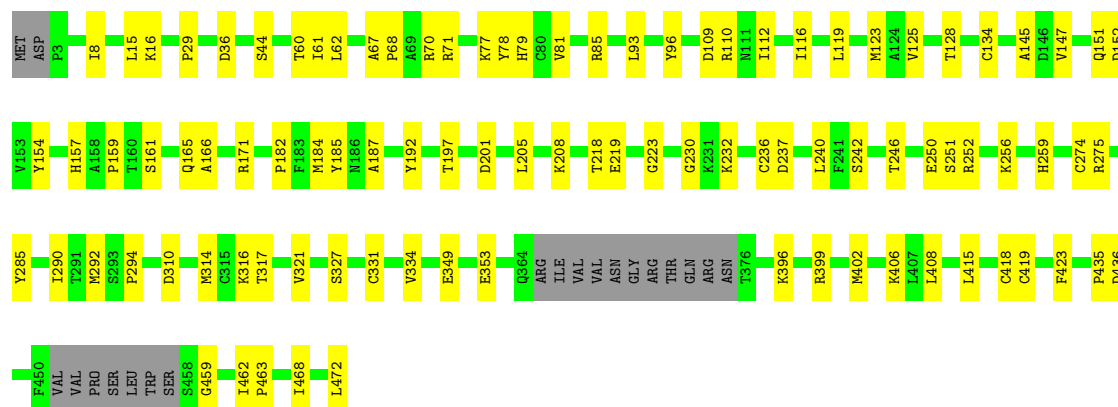 MET ASP P3 I8 L15 K16 P29 D36 S44 T60 I61 L62 A67 P68 A69 R70 R71 K77 Y78 H79 C80 V81 R85 L93 Y96 D109 R110 N111 I112 I116 L119 M123 A124 V125 T128 C134 A145 D146 V147 Q151 D152
V153 Y154 H157 A158 P159 T160 S161 Q165 A166 R171 P182 F183 M184 Y185 N186 A187 Y192 T197 D201 L205 K208 T218 E219 G223 G230 K231 K232 C236 D237 L240 F241 S242 T246 E250 S251 R252 K256 H259 C274 R275
Y285 I290 T291 M292 S293 P294 D310 M314 C315 K316 T317 V321 S327 C331 V334 E349 E353 Q364 ARG ILE VAL VAL ASN GLY ARG THR GLN ARG ASN T376 K396 R399 M402 K406 L407 L408 L415 C418 C419 F423 P435
F450 VAL VAL PRO SER LEU TRP SER S458 G459 I462 P463 I468 L472